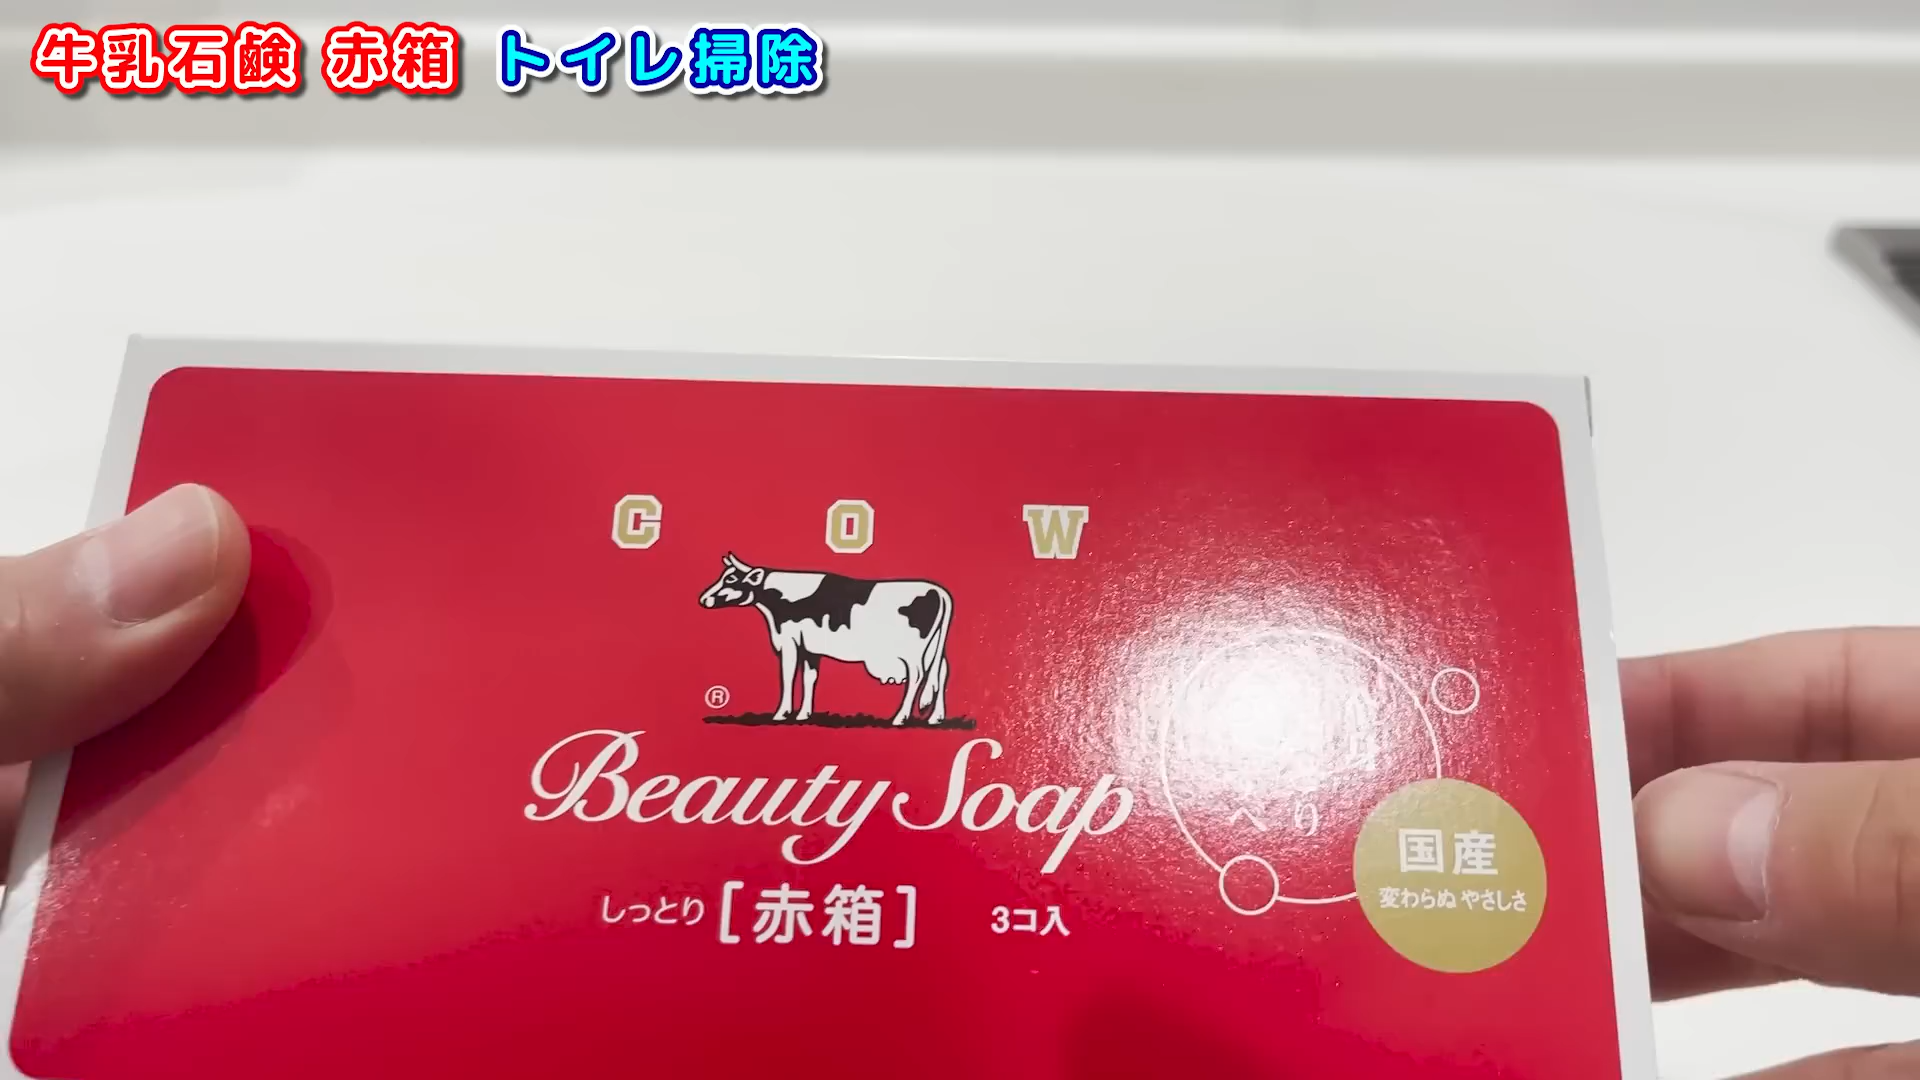 牛乳石鹸 赤箱 トイレ掃除
COW
®
Beauty Soap
しっとり [赤箱] 3コ入
国産
変わらぬ やさしさ